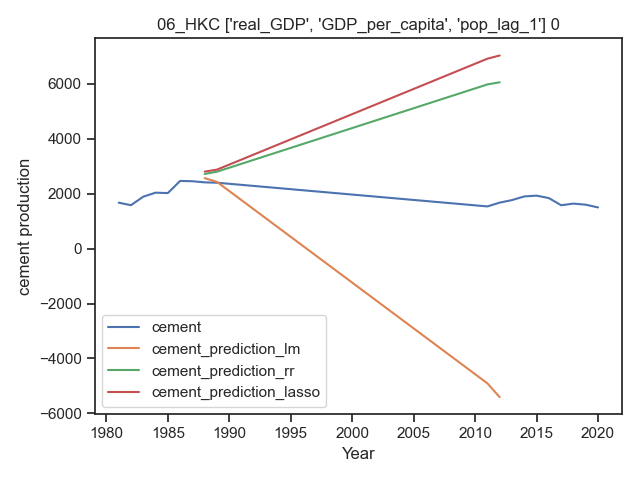 06_HKC ['real_GDP', 'GDP_per_capita', 'pop_lag_1'] 0
cement production
6000
4000
2000
0
−2000
−4000
−6000
cement
cement_prediction_lm
cement_prediction_rr
cement_prediction_lasso
1980 1985 1990 1995 2000 2005 2010 2015 2020
Year